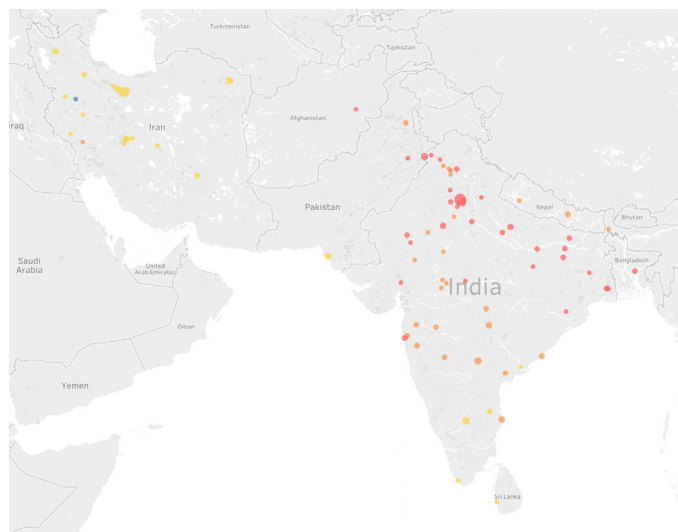 Turkmenistan
Tajikistan
Afghanistan
Iraq
Iran
Pakistan
Nepal
Bhutan
Saudi
Arabia
United
Arab Emirates
Bangladesh
India
Oman
Yemen
Sri Lanka